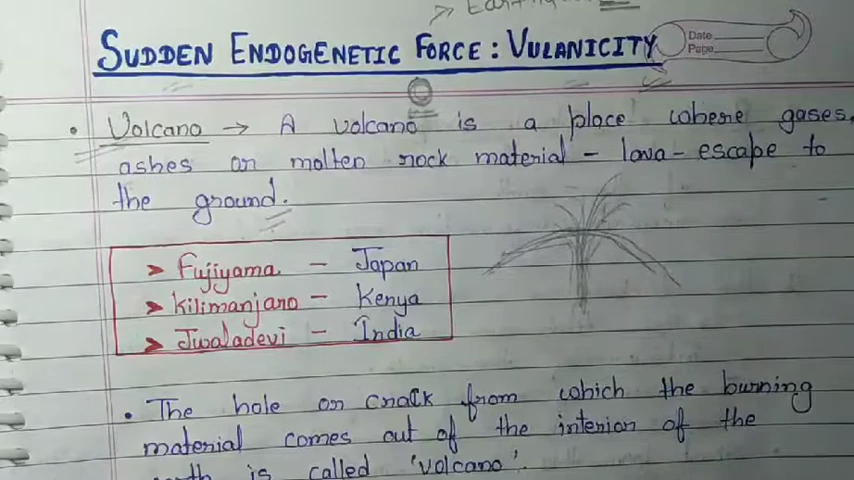 Earth
SUDDEN ENDOGENETIC FORCE : VULANICITY
Date
Page
• Volcano → A volcano is a place where gases,
ashes or molten rock material - lava - escape to
the ground.
➤ Fujiyama - Japan
➤ Kilimanjaro - Kenya
➤ Jwaladevi - India
• The hole or crack from which the burning
material comes out of the interior of the
is called 'volcano'.